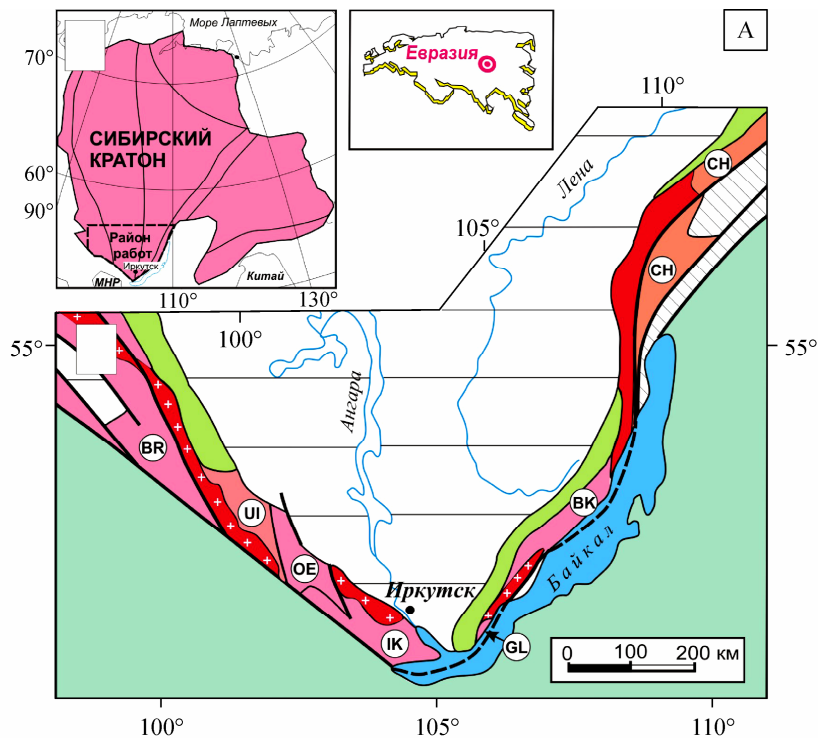 Море Лаптевых
А
70°
Евразия
110°
СИБИРСКИЙ
КРАТОН
Лена
CH
60°
90°
105°
Район
работ
Иркутск
CH
МНР
Китай
110°
130°
100°
55°
55°
Ангара
BR
UI
BK
OE
Байкал
Иркутск
IK
GL
0 100 200 км
100°
105°
110°